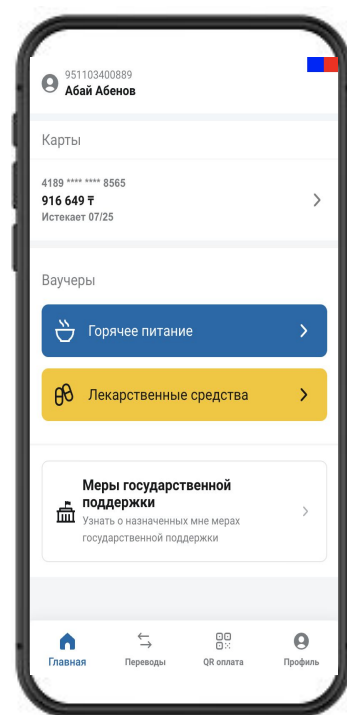 951103400889
Абай Абенов
Карты
4189 **** **** 8565
916 649 ₸
Истекает 07/25
Ваучеры
Горячее питание
Лекарственные средства
Меры государственной
поддержки
Узнать о назначенных мне мерах
государственной поддержки
Главная
Переводы
QR оплата
Профиль